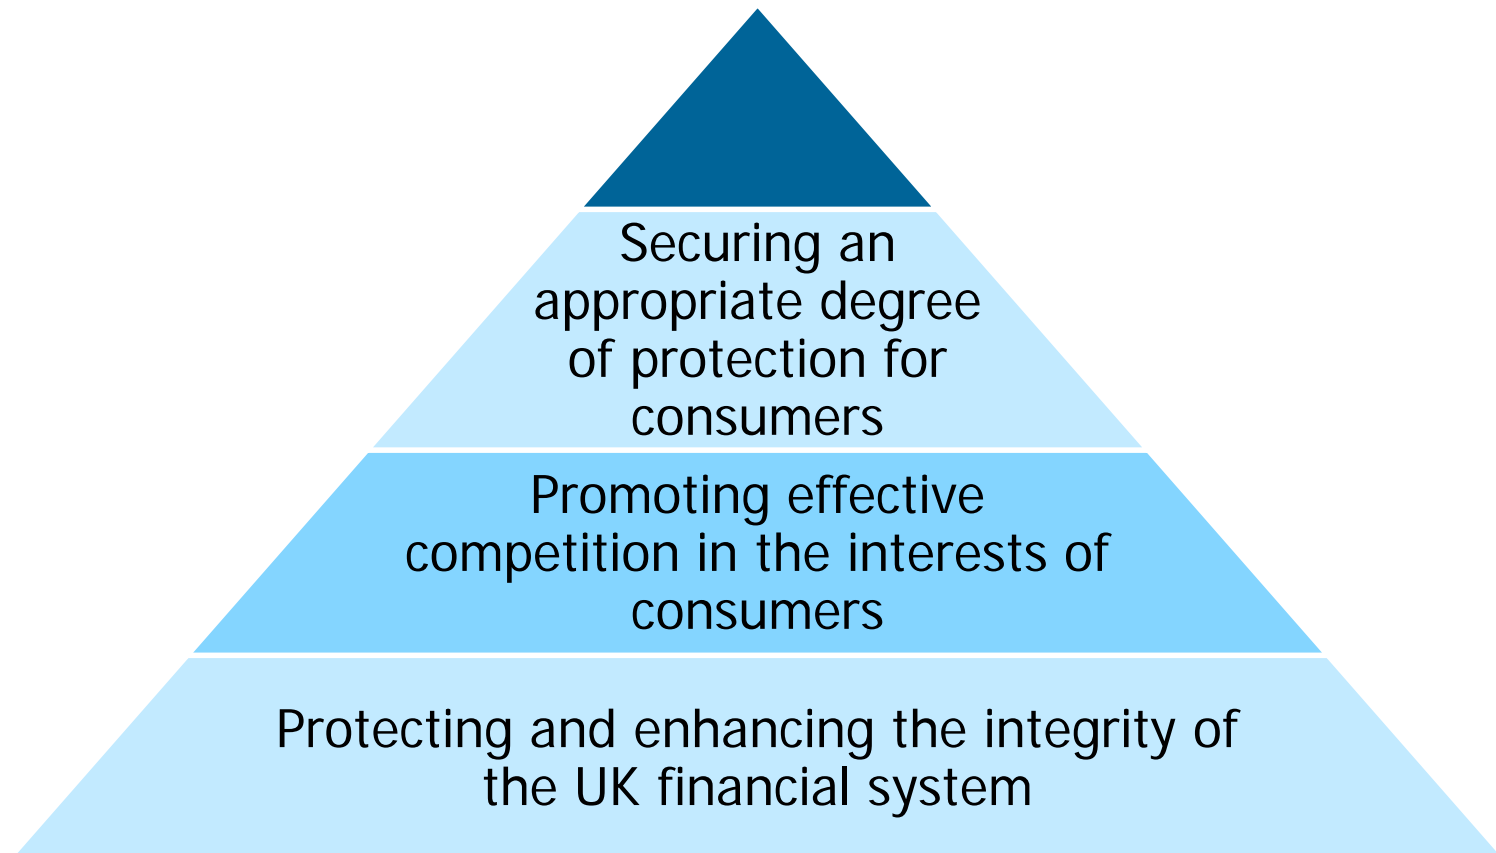 Securing an
appropriate degree
of protection for
consumers
Promoting effective
competition in the interests of
consumers
Protecting and enhancing the integrity of
the UK financial system